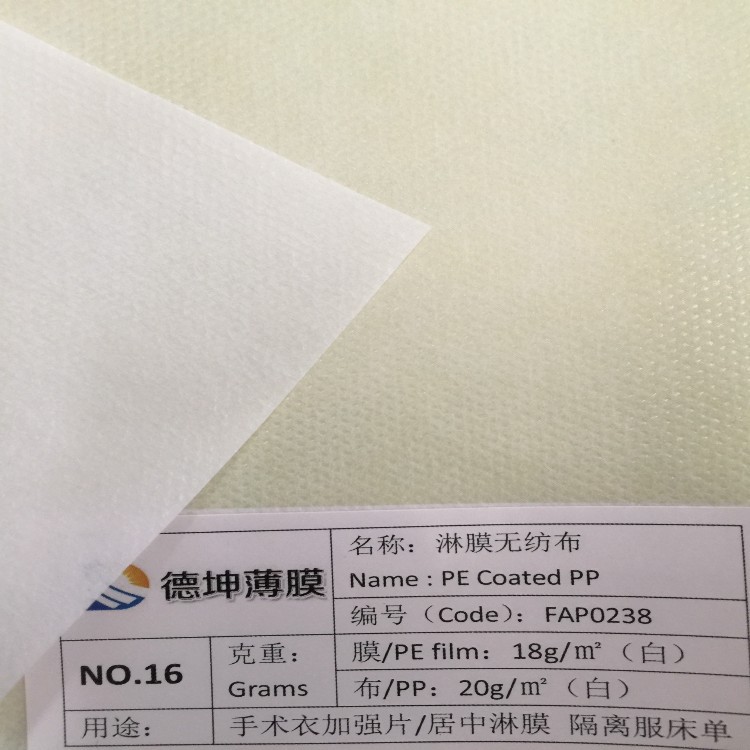 德坤薄膜
名称：淋膜无纺布
Name : PE Coated PP
编号（Code）：FAP0238
NO.16
克重：
Grams
膜/PE film：18g/㎡（白）
布/PP：20g/㎡（白）
用途：
手术衣加强片/居中淋膜 隔离服床单